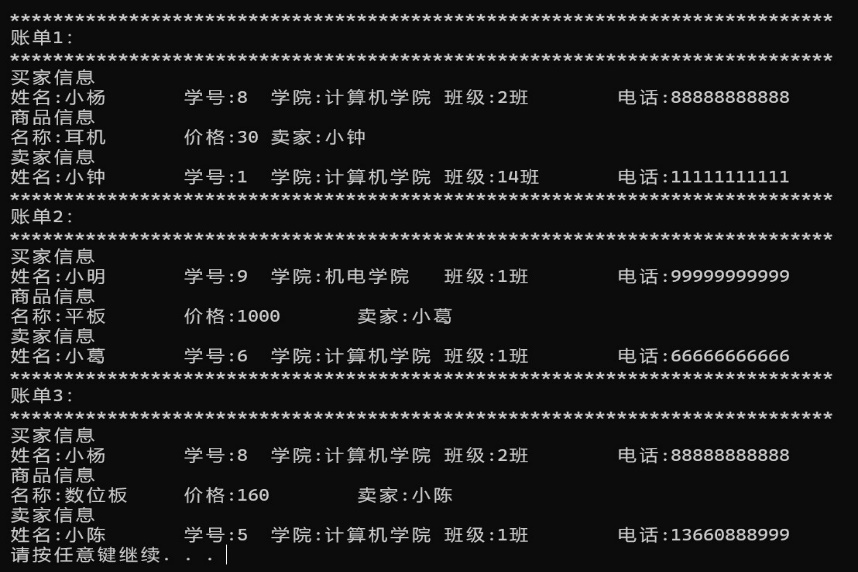 ****************************************************************************
账单1:
****************************************************************************
买家信息
姓名:小杨 学号:8 学院:计算机学院 班级:2班 电话:88888888888
商品信息
名称:耳机 价格:30 卖家:小钟
卖家信息
姓名:小钟 学号:1 学院:计算机学院 班级:14班 电话:11111111111
****************************************************************************
账单2:
****************************************************************************
买家信息
姓名:小明 学号:9 学院:机电学院 班级:1班 电话:99999999999
商品信息
名称:平板 价格:1000 卖家:小葛
卖家信息
姓名:小葛 学号:6 学院:计算机学院 班级:1班 电话:66666666666
****************************************************************************
账单3:
****************************************************************************
买家信息
姓名:小杨 学号:8 学院:计算机学院 班级:2班 电话:88888888888
商品信息
名称:数位板 价格:160 卖家:小陈
卖家信息
姓名:小陈 学号:5 学院:计算机学院 班级:1班 电话:13660888999
请按任意键继续. . .